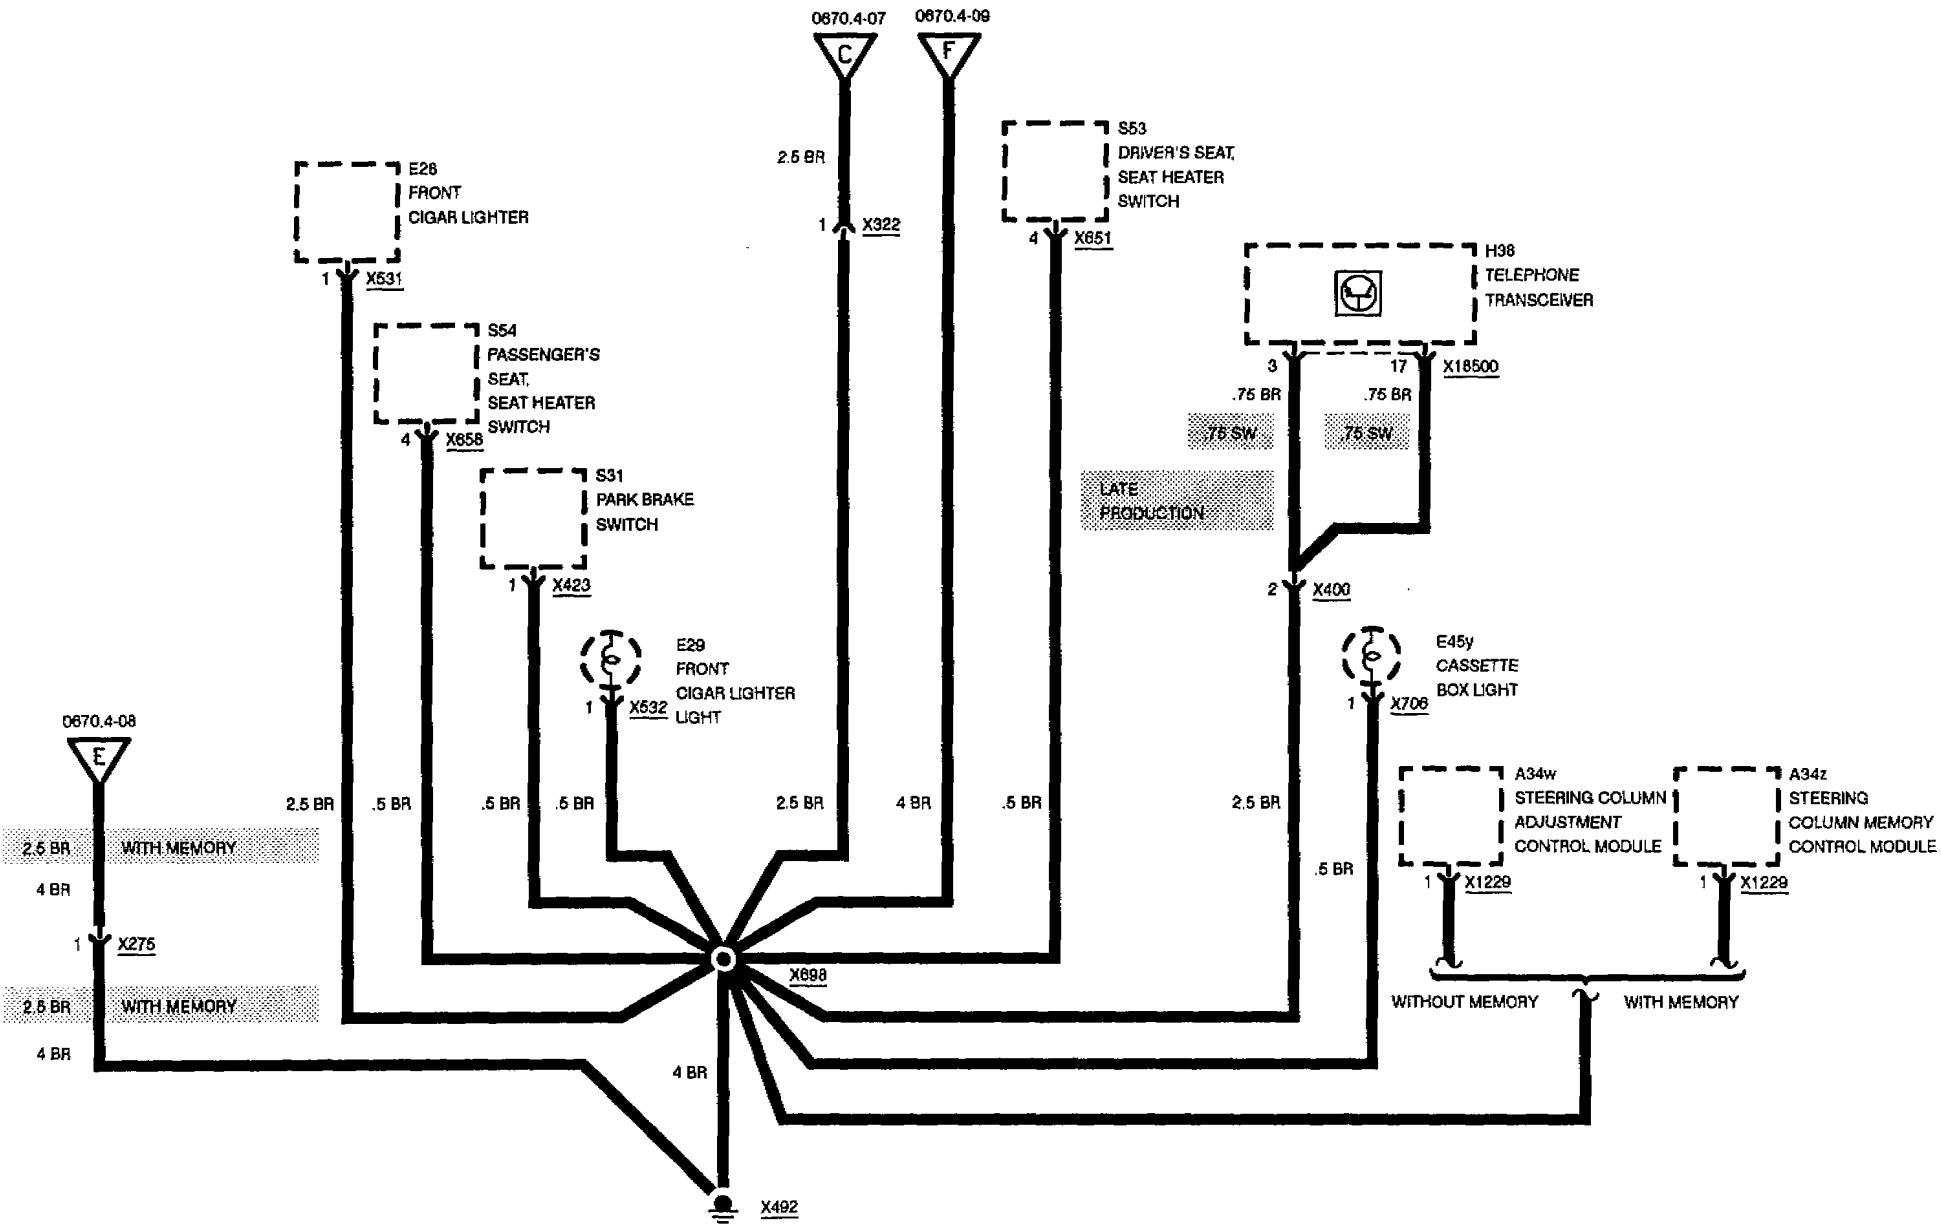 0670.4-07
0670.4-09
C
F
S53
DRIVER'S SEAT,
SEAT HEATER
SWITCH
2.5 BR
E28
FRONT
CIGAR LIGHTER
1
X322
4
X651
1
X531
H38
TELEPHONE
TRANSCEIVER
S54
PASSENGER'S
SEAT,
SEAT HEATER
SWITCH
3
17
X18500
.75 BR
.75 BR
4
X658
.75 SW
.75 SW
S31
PARK BRAKE
SWITCH
LATE
PRODUCTION
1
X423
2
X400
E29
FRONT
CIGAR LIGHTER
LIGHT
E45y
CASSETTE
BOX LIGHT
1
X532
1
X706
0670.4-08
E
A34w
STEERING COLUMN
ADJUSTMENT
CONTROL MODULE
A34z
STEERING
COLUMN MEMORY
CONTROL MODULE
2.5 BR
.5 BR
.5 BR
.5 BR
2.5 BR
4 BR
.5 BR
2.5 BR
2.5 BR
WITH MEMORY
.5 BR
4 BR
1
X1229
1
X1229
1
X275
X698
2.5 BR
WITH MEMORY
WITHOUT MEMORY
WITH MEMORY
4 BR
4 BR
X492